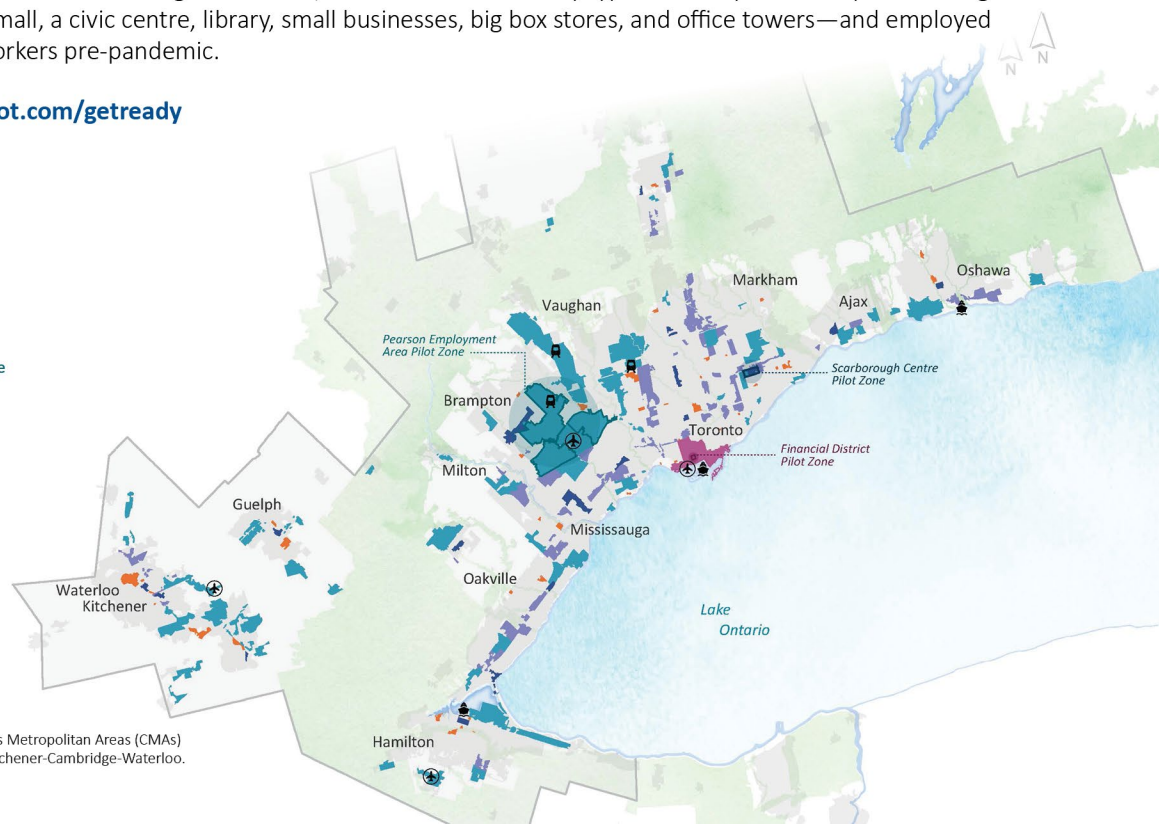 mall, a civic centre, library, small businesses, big box stores, and office towers—and employed
orkers pre-pandemic.
N
N
ot.com/getready
Oshawa
Markham
Ajax
Vaughan
Pearson Employment
Area Pilot Zone
e
Scarborough Centre
Pilot Zone
Brampton
Toronto
Financial District
Pilot Zone
Milton
Guelph
Mississauga
Oakville
Waterloo
Kitchener
Lake
Ontario
s Metropolitan Areas (CMAs)
chener-Cambridge-Waterloo.
Hamilton